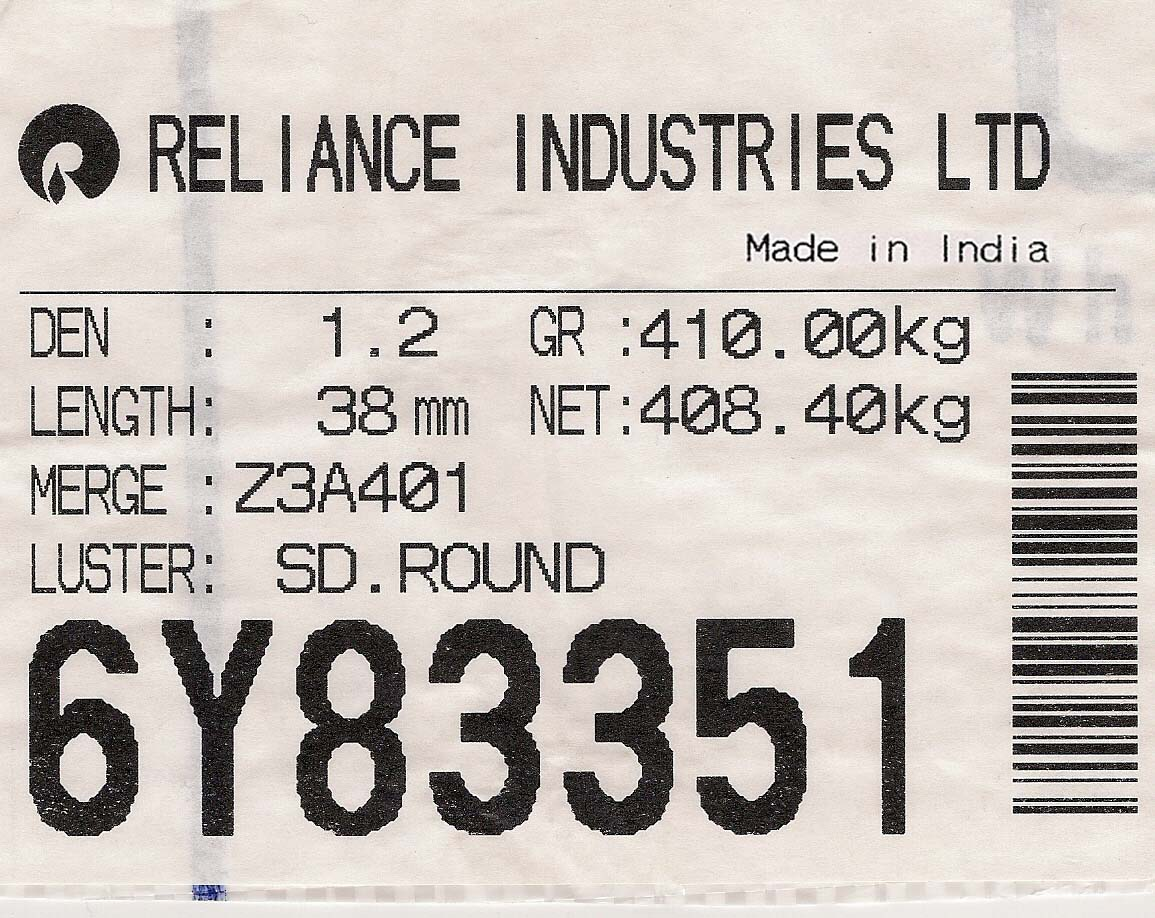 RELIANCE INDUSTRIES LTD
Made in India
DEN : 1.2 GR :410.00kg
LENGTH: 38 mm NET:408.40kg
MERGE :Z3A401
LUSTER: SD.ROUND
6Y83351